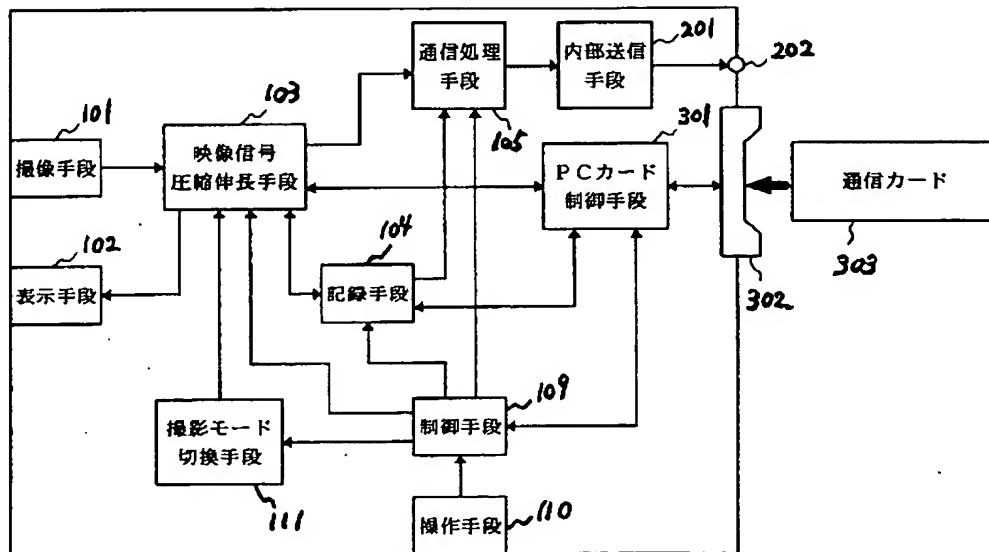 通信処理
手段
105
内部送信
手段
201
202
101
撮像手段
103
映像信号
圧縮伸長手段
301
PCカード
制御手段
通信カード
303
302
102
表示手段
104
記録手段
109
制御手段
撮影モード
切換手段
111
操作手段
110